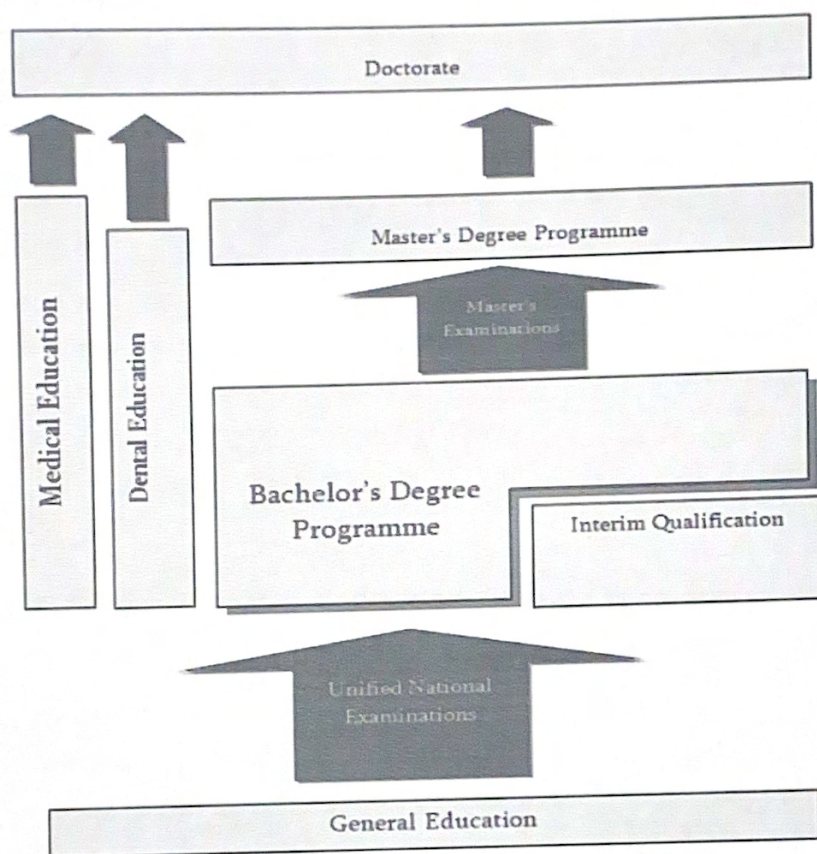 Doctorate
Master's Degree Programme
Master's
Examinations
Medical Education
Dental Education
Bachelor's Degree
Programme
Interim Qualification
Unified National
Examinations
General Education